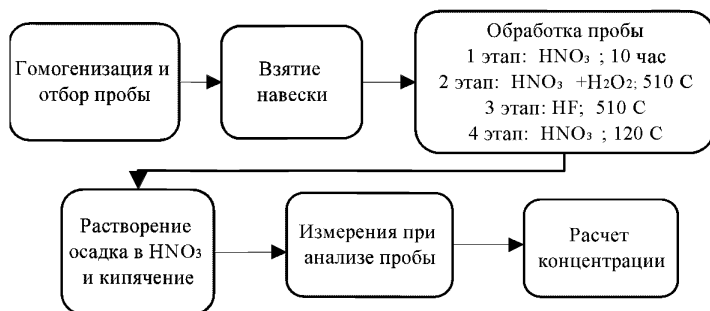 Гомогенизация и
отбор пробы
Взятие
навески
Обработка пробы
1 этап: HNO₃ ; 10 час
2 этап: HNO₃ +H₂O₂; 510 С
3 этап: HF; 510 С
4 этап: HNO₃ ; 120 С
Растворение
осадка в HNO₃
и кипячение
Измерения при
анализе пробы
Расчет
концентрации